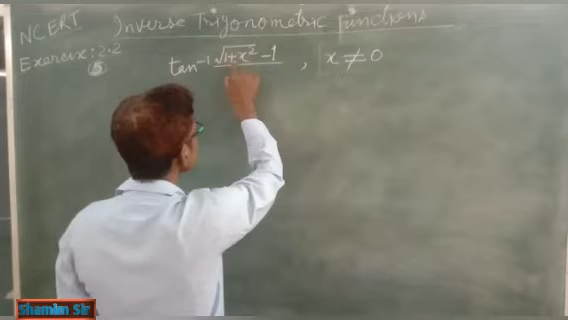 NCERT Inverse Trigonometric functions
Exercise: 2.2
5 tan⁻¹ √1+x² -1 , x ≠ 0
Shamim Sir